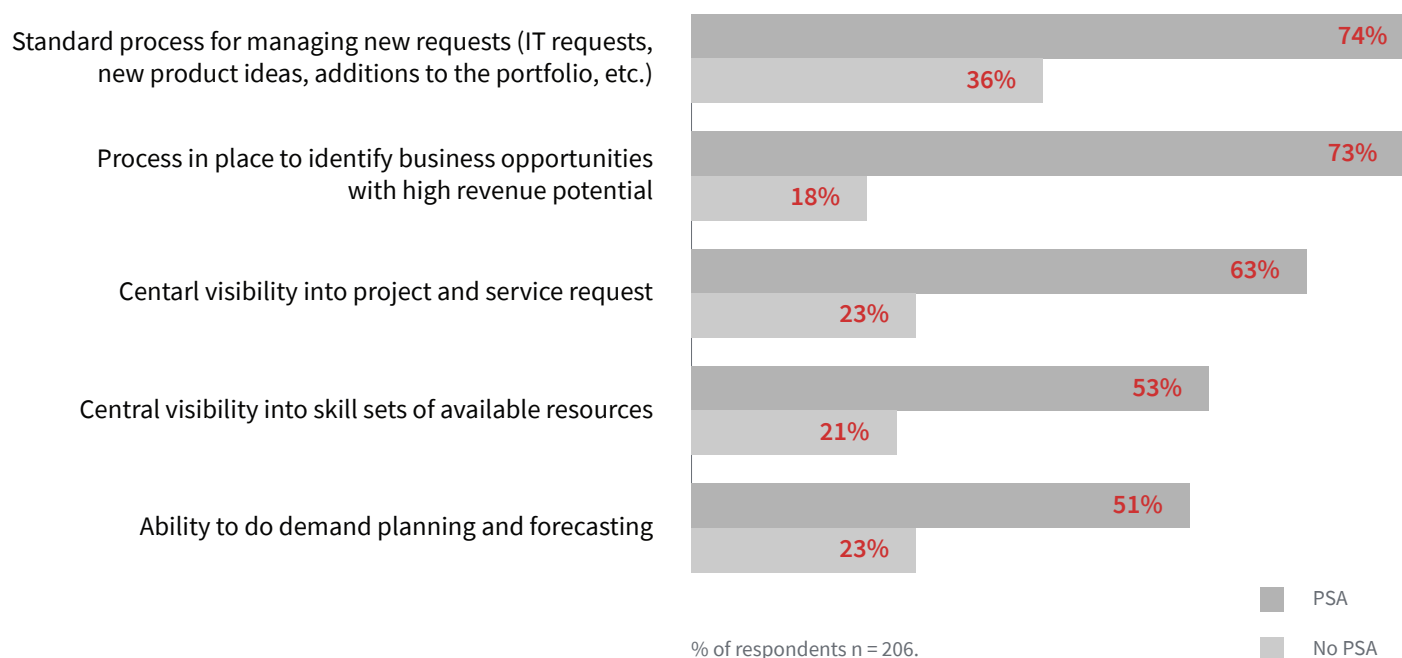 Standard process for managing new requests (IT requests,
new product ideas, additions to the portfolio, etc.)
74%
36%
Process in place to identify business opportunities
with high revenue potential
73%
18%
Centarl visibility into project and service request
63%
23%
Central visibility into skill sets of available resources
53%
21%
Ability to do demand planning and forecasting
51%
23%
PSA
No PSA
% of respondents n = 206.